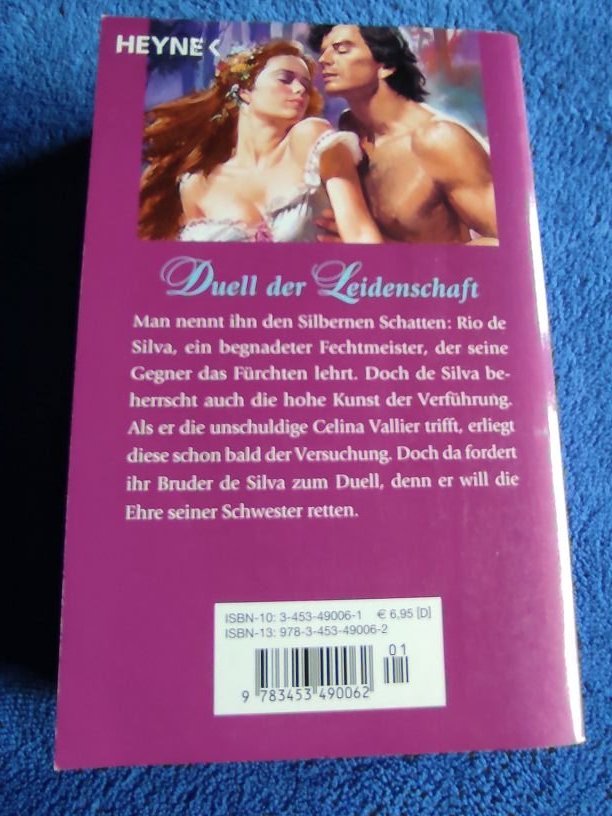 HEYNE<
Duell der Leidenschaft
Man nennt ihn den Silbernen Schatten: Rio de
Silva, ein begnadeter Fechtmeister, der seine
Gegner das Fürchten lehrt. Doch de Silva be-
herrscht auch die hohe Kunst der Verführung.
Als er die unschuldige Celina Vallier trifft, erliegt
diese schon bald der Versuchung. Doch da fordert
ihr Bruder de Silva zum Duell, denn er will die
Ehre seiner Schwester retten.
ISBN-10: 3-453-49006-1 € 6,95 [D]
ISBN-13: 978-3-453-49006-2
01
9 783453 490062